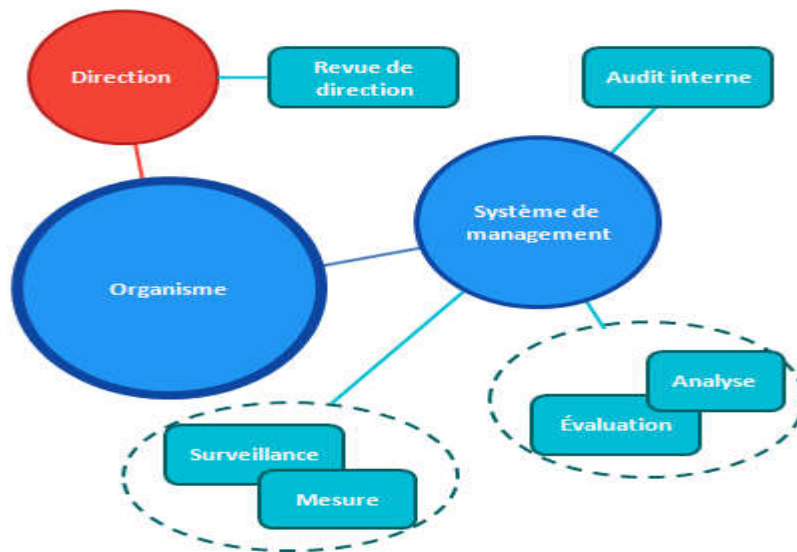 Direction
Revue de
direction
Audit interne
Système de
management
Organisme
Analyse
Évaluation
Surveillance
Mesure